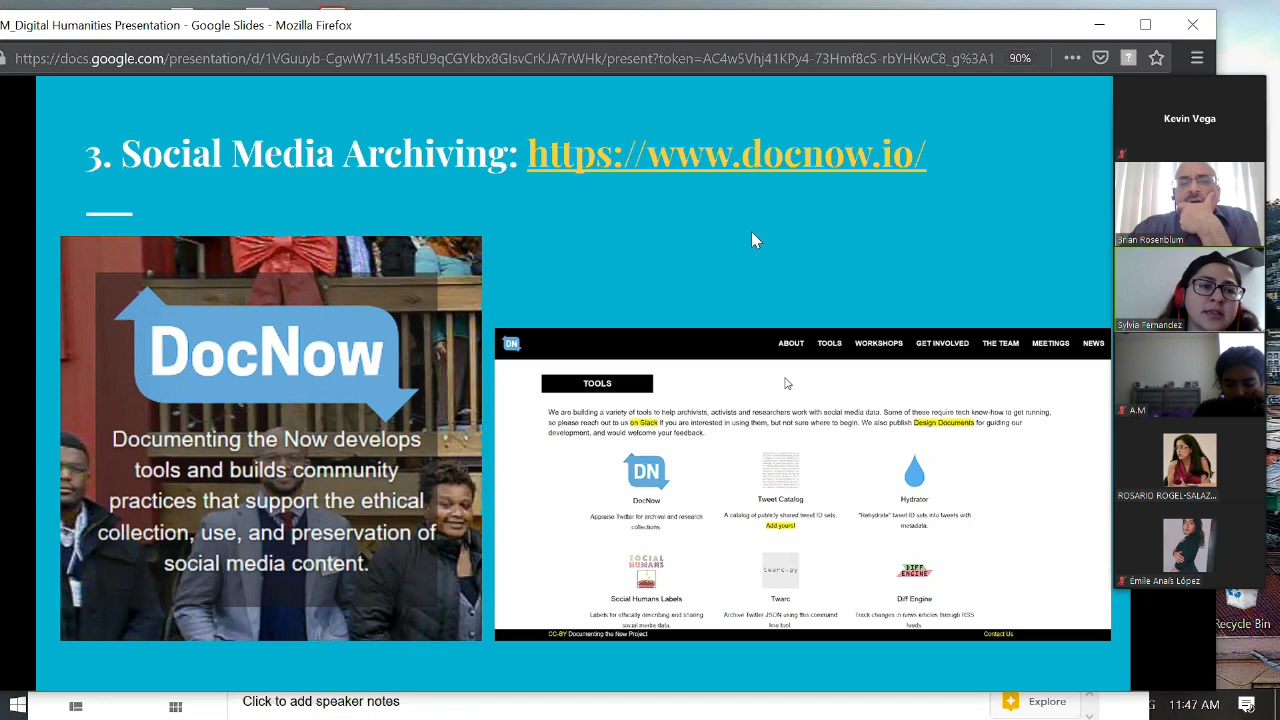 M_Digital Humanities Presentation - Google Slides - Mozilla Firefox
https://docs.google.com/presentation/d/1VGuuyb-CgwW71L45sBfU9qCGYkbx8GIsvCrKJA7rWHk/present?token=AC4w5Vhj41KPy4-73Hmf8cS-rbYHKwC8_g%3A1
90%
3. Social Media Archiving: https://www.docnow.io/
DocNow
Documenting the Now develops
tools and builds community
practices that support the ethical
collection, use, and preservation of
social media content.
DN
ABOUT TOOLS WORKSHOPS GET INVOLVED THE TEAM MEETINGS NEWS
TOOLS
We are building a variety of tools to help archivists, activists and researchers work with social media data. Some of these require tech know-how to get running,
so please reach out to us on Slack if you are interested in using them, but not sure where to begin. We also publish Design Documents for guiding our
development, and would welcome your feedback.
DN
DocNow
Appraise Twitter for archival and research
collections.
Tweet Catalog
A catalog of publicly shared tweet ID sets.
Add yours!
Hydrator
"Rehydrate" tweet ID sets into tweets with
metadata.
SOCIAL
HUMANS
Social Humans Labels
Labels for ethically describing and sharing
social media data.
twarc-py
Twarc
Archive Twitter JSON using this command
line tool.
DIFF
ENGINE
Diff Engine
Track changes in news articles through RSS
feeds.
CC-BY Documenting the Now Project
Contact Us
Kevin Vega
Brian Rosenblum
Sylvia Fernandez
A.M
ROSARIO ROGEL-SALAZ...
Émile Anaís López
Recycle Bin
Click to add speaker notes
Explore
11:47 AM